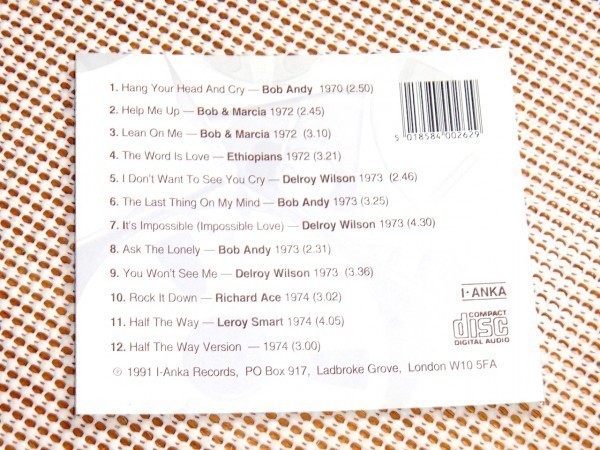 1. Hang Your Head And Cry — Bob Andy 1970 (2.50)
2. Help Me Up — Bob & Marcia 1972 (2.45)
3. Lean On Me — Bob & Marcia 1972 (3.10)
4. The Word Is Love — Ethiopians 1972 (3.21)
5. I Don't Want To See You Cry — Delroy Wilson 1973 (2.46)
6. The Last Thing On My Mind — Bob Andy 1973 (3.25)
7. It's Impossible (Impossible Love) — Delroy Wilson 1973 (4.30)
8. Ask The Lonely — Bob Andy 1973 (2.31)
9. You Won't See Me — Delroy Wilson 1973 (3.36)
10. Rock It Down — Richard Ace 1974 (3.02)
11. Half The Way — Leroy Smart 1974 (4.05)
12. Half The Way Version — 1974 (3.00)
℗ 1991 I-Anka Records, PO Box 917, Ladbroke Grove, London W10 5FA
5 018584 002629
I-ANKA
COMPACT
disc
DIGITAL AUDIO